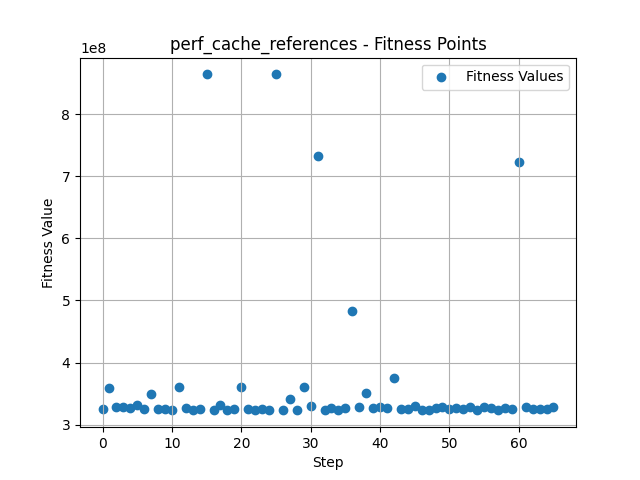 perf_cache_references - Fitness Points
1e8
Fitness Values
8
7
6
5
4
3
Fitness Value
0 10 20 30 40 50 60
Step